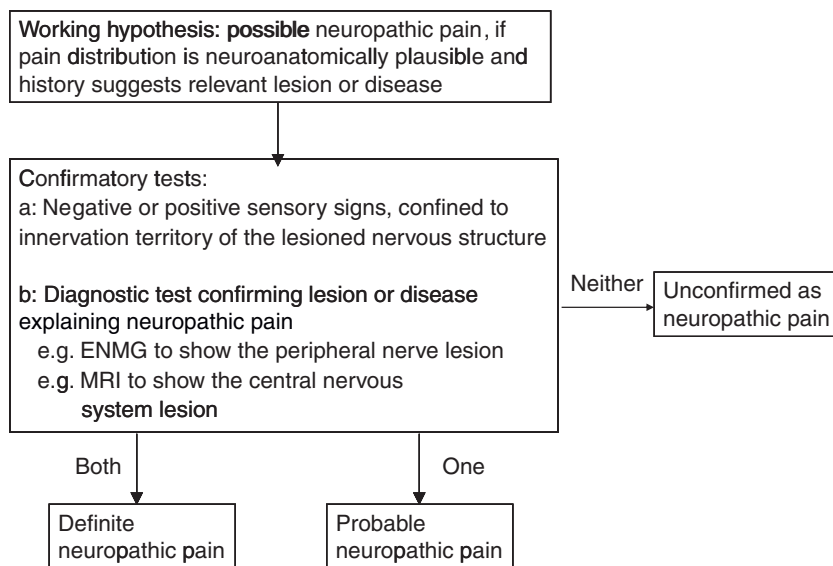 Working hypothesis: possible neuropathic pain, if
pain distribution is neuroanatomically plausible and
history suggests relevant lesion or disease
Confirmatory tests:
a: Negative or positive sensory signs, confined to
innervation territory of the lesioned nervous structure
b: Diagnostic test confirming lesion or disease
explaining neuropathic pain
e.g. ENMG to show the peripheral nerve lesion
e.g. MRI to show the central nervous
system lesion
Neither
Unconfirmed as
neuropathic pain
Both
One
Definite
neuropathic pain
Probable
neuropathic pain